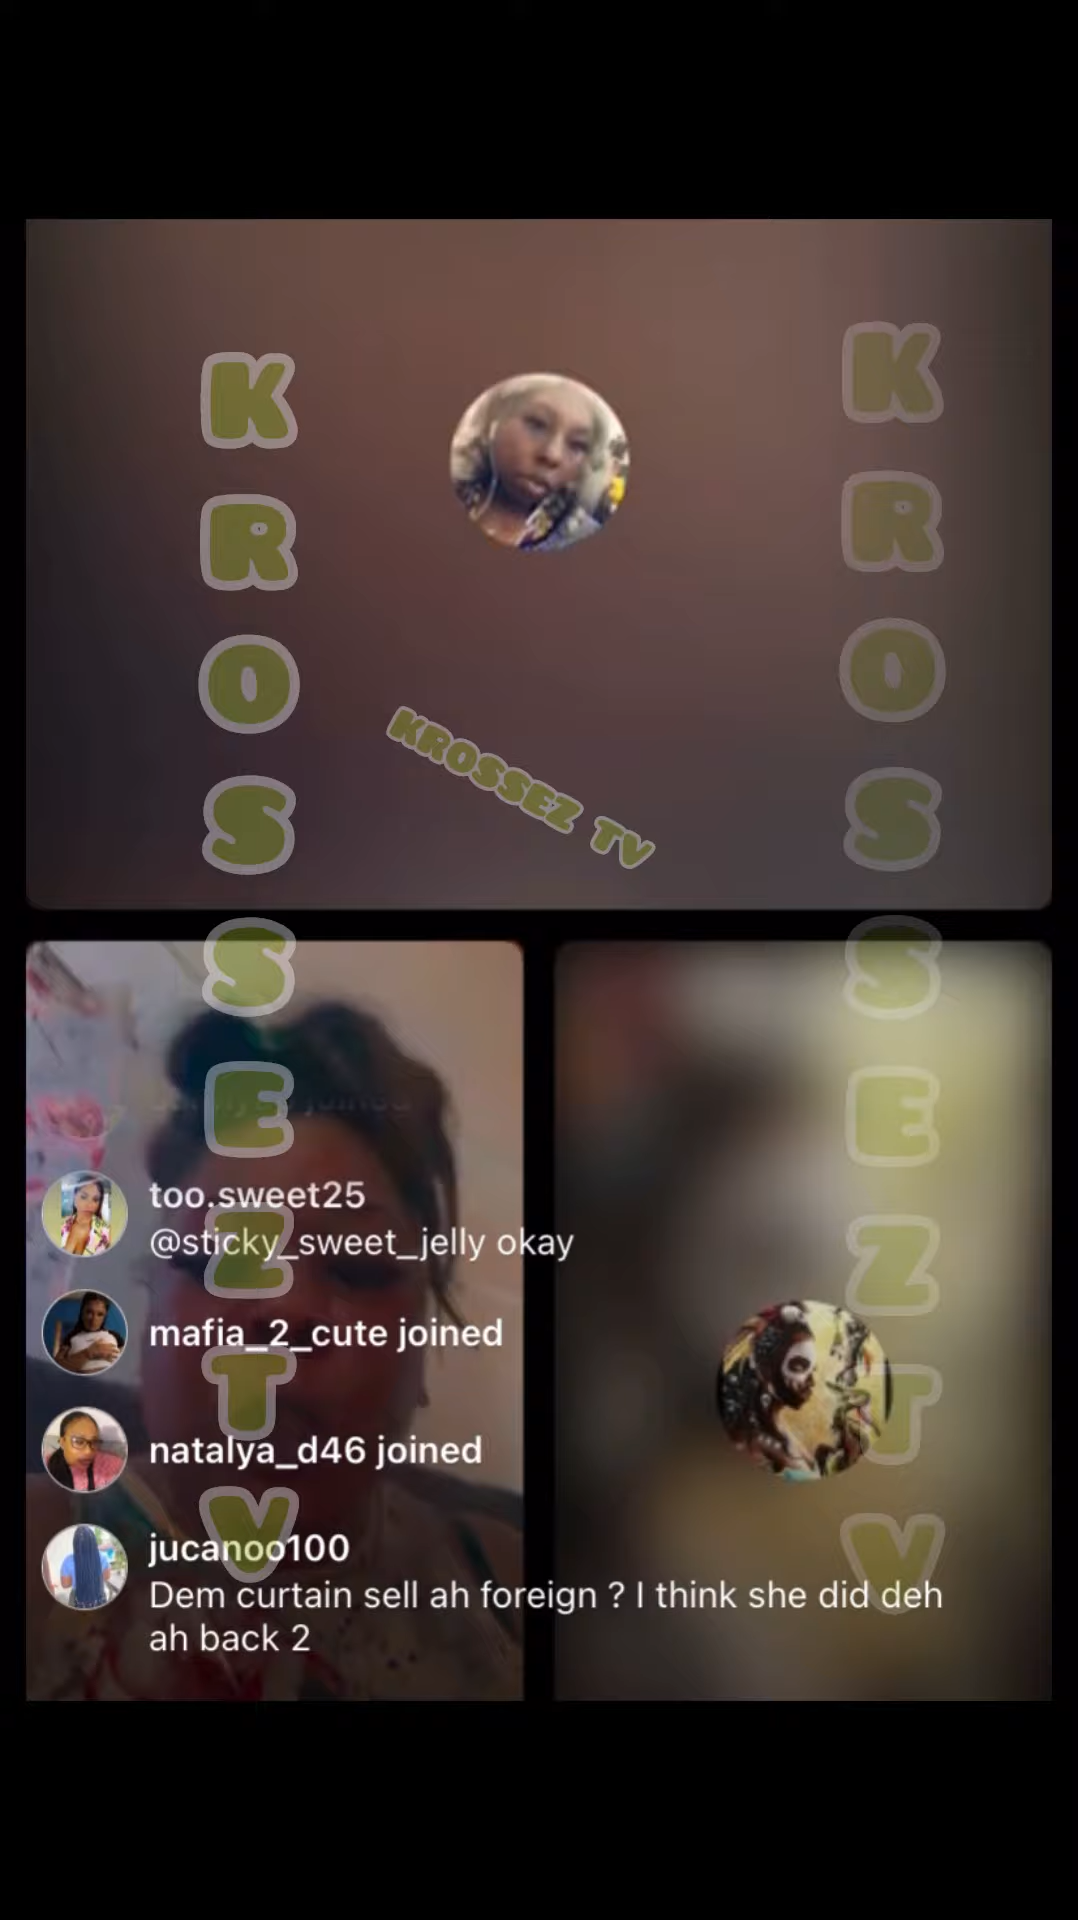 KROSSEZ TV
KROSSEZ TV
KROSSEZ TV
joined
too.sweet25
@sticky_sweet_jelly okay
mafia_2_cute joined
natalya_d46 joined
jucanoo100
Dem curtain sell ah foreign ? I think she did deh
ah back 2